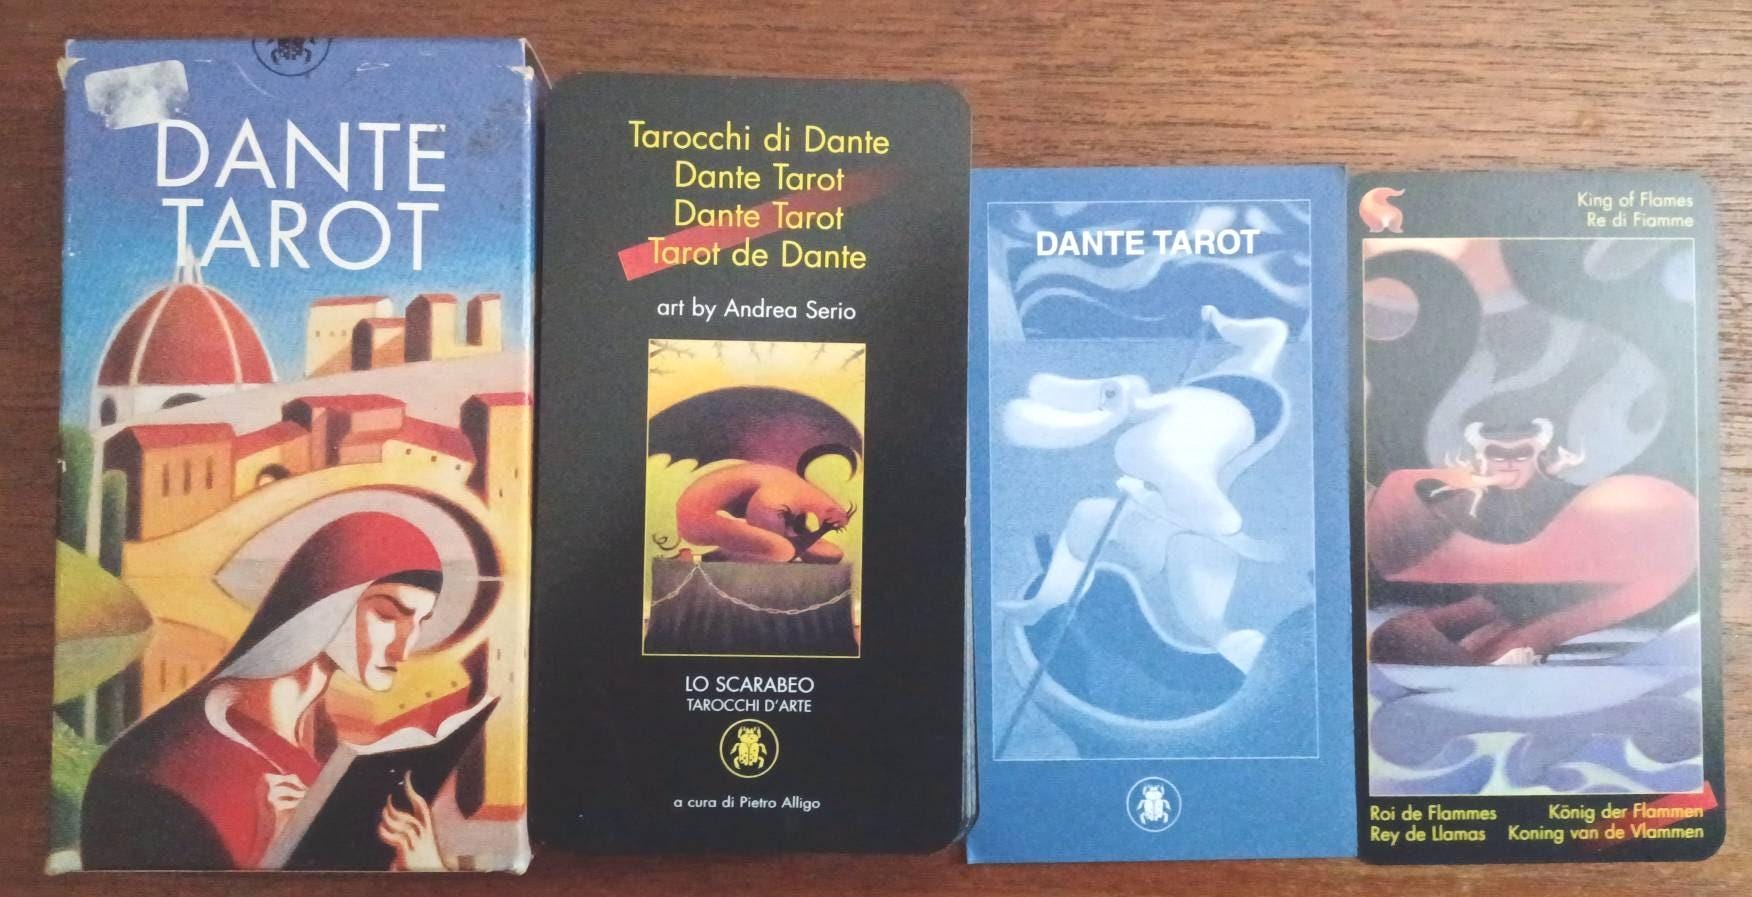 DANTE
TAROT
Tarocchi di Dante
Dante Tarot
Dante Tarot
Tarot de Dante
art by Andrea Serio
LO SCARABEO
TAROCCHI D'ARTE
a cura di Pietro Alligo
DANTE TAROT
King of Flames
Re di Fiamme
Roi de Flammes
König der Flammen
Rey de Llamas
Koning van de Vlammen